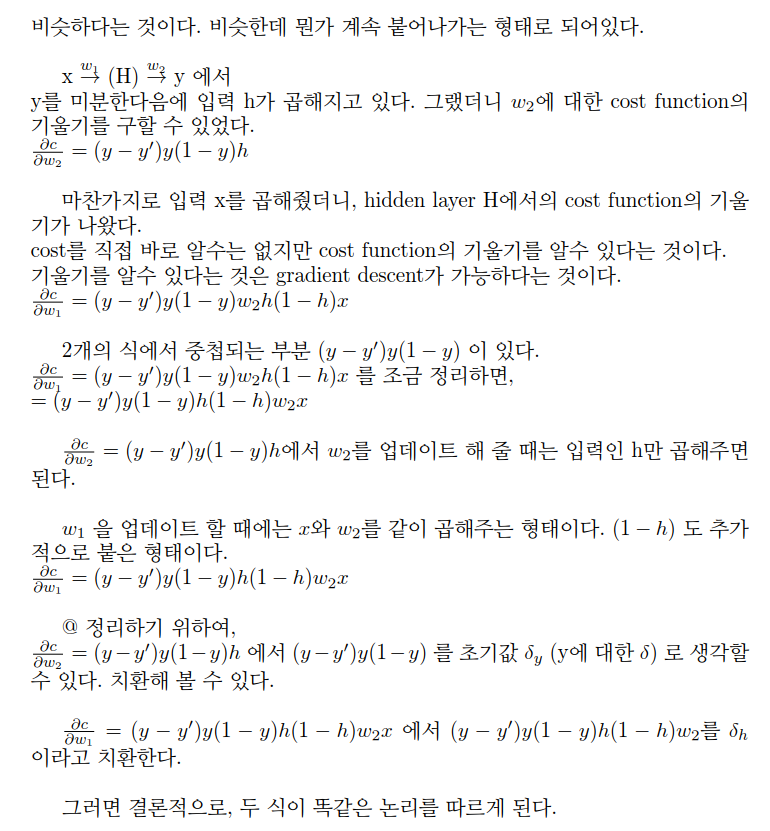 비슷하다는 것이다. 비슷한데 뭔가 계속 붙어나가는 형태로 되어있다.
x $\overset{w_1}{\rightarrow}$ (H) $\overset{w_2}{\rightarrow}$ y 에서
y를 미분한다음에 입력 h가 곱해지고 있다. 그랬더니 $w_2$에 대한 cost function의
기울기를 구할 수 있었다.
$\frac{\partial c}{\partial w_2} = (y - y')y(1 - y)h$
마찬가지로 입력 x를 곱해줬더니, hidden layer H에서의 cost function의 기울
기가 나왔다.
cost를 직접 바로 알수는 없지만 cost function의 기울기를 알수 있다는 것이다.
기울기를 알수 있다는 것은 gradient descent가 가능하다는 것이다.
$\frac{\partial c}{\partial w_1} = (y - y')y(1 - y)w_2h(1 - h)x$
2개의 식에서 중첩되는 부분 $(y - y')y(1 - y)$ 이 있다.
$\frac{\partial c}{\partial w_1} = (y - y')y(1 - y)w_2h(1 - h)x$ 를 조금 정리하면,
$= (y - y')y(1 - y)h(1 - h)w_2x$
$\frac{\partial c}{\partial w_2} = (y - y')y(1 - y)h$에서 $w_2$를 업데이트 해 줄 때는 입력인 h만 곱해주면
된다.
$w_1$ 을 업데이트 할 때에는 $x$와 $w_2$를 같이 곱해주는 형태이다. $(1 - h)$ 도 추가
적으로 붙은 형태이다.
$\frac{\partial c}{\partial w_1} = (y - y')y(1 - y)h(1 - h)w_2x$
@ 정리하기 위하여,
$\frac{\partial c}{\partial w_2} = (y - y')y(1 - y)h$ 에서 $(y - y')y(1 - y)$ 를 초기값 $\delta_y$ (y에 대한 $\delta$) 로 생각할
수 있다. 치환해 볼 수 있다.
$\frac{\partial c}{\partial w_1} = (y - y')y(1 - y)h(1 - h)w_2x$ 에서 $(y - y')y(1 - y)h(1 - h)w_2$를 $\delta_h$
이라고 치환한다.
그러면 결론적으로, 두 식이 똑같은 논리를 따르게 된다.